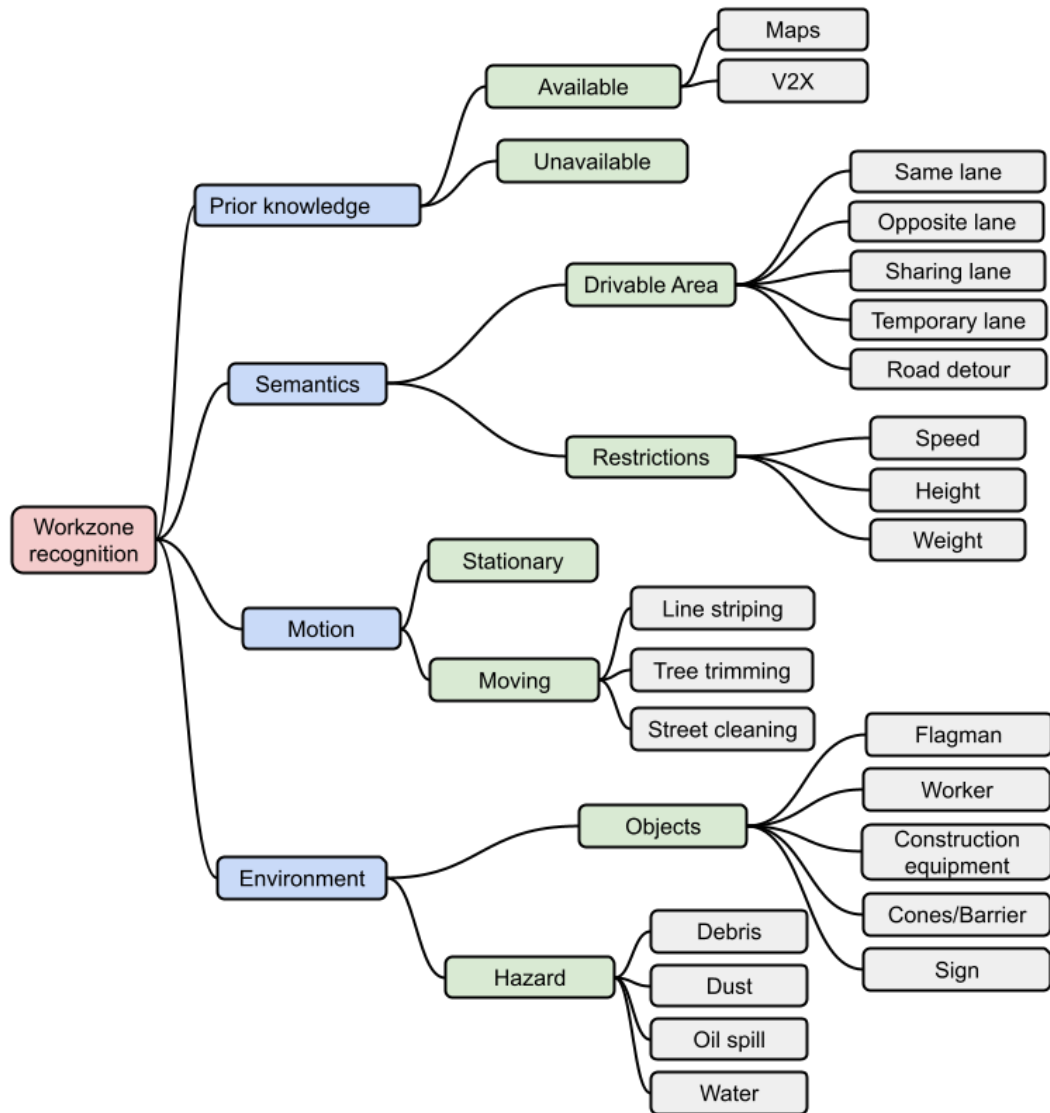 Maps
Available
V2X
Unavailable
Prior knowledge
Same lane
Opposite lane
Drivable Area
Sharing lane
Temporary lane
Road detour
Semantics
Speed
Restrictions
Height
Weight
Workzone
recognition
Stationary
Motion
Line striping
Moving
Tree trimming
Street cleaning
Flagman
Worker
Objects
Construction
equipment
Cones/Barrier
Sign
Environment
Debris
Hazard
Dust
Oil spill
Water